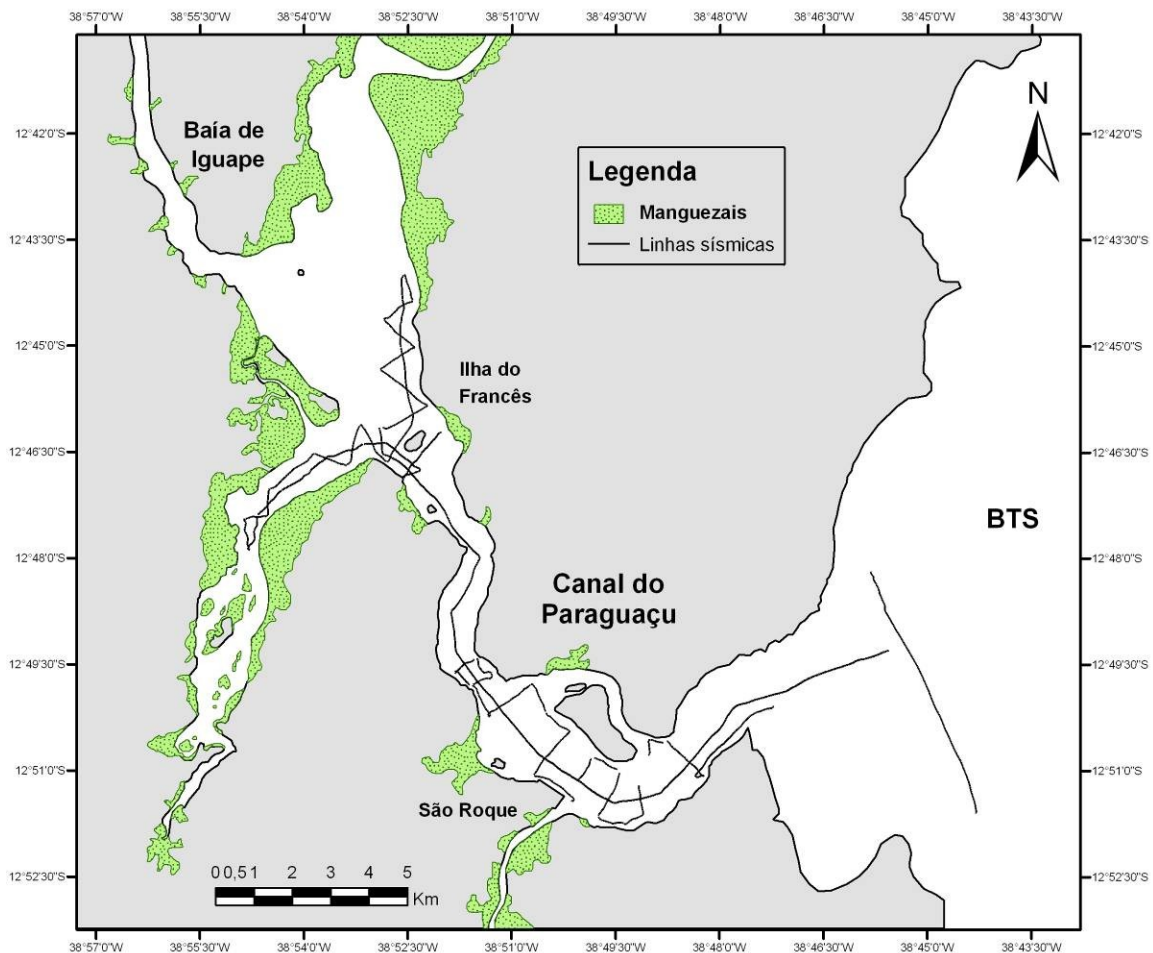 38°57'0"W 38°55'30"W 38°54'0"W 38°52'30"W 38°51'0"W 38°49'30"W 38°48'0"W 38°46'30"W 38°45'0"W 38°43'30"W
N
12°42'0"S 12°42'0"S
Baía de
Iguape
Legenda
Manguezais
Linhas sísmicas
12°43'30"S 12°43'30"S
12°45'0"S 12°45'0"S
Ilha do
Francês
12°46'30"S 12°46'30"S
BTS
12°48'0"S 12°48'0"S
Canal do
Paraguaçu
12°49'30"S 12°49'30"S
12°51'0"S 12°51'0"S
São Roque
0 0,5 1 2 3 4 5
Km
12°52'30"S 12°52'30"S
38°57'0"W 38°55'30"W 38°54'0"W 38°52'30"W 38°51'0"W 38°49'30"W 38°48'0"W 38°46'30"W 38°45'0"W 38°43'30"W